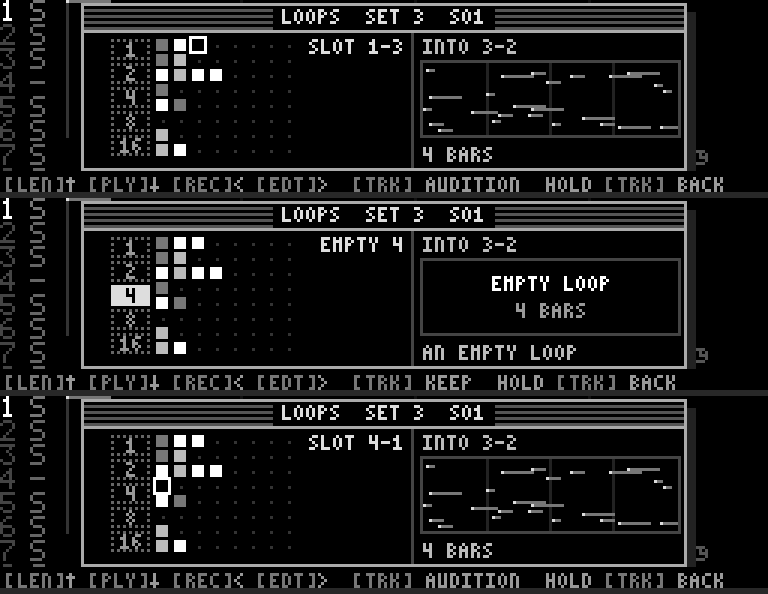 1
LOOPS SET 3 S01
1 SLOT 1-3 INTO 3-2
2
4
8
16
4 BARS
[LEN]↑ [PLY]↓ [REC]< [EDT]> [TRK] AUDITION HOLD [TRK] BACK
1
LOOPS SET 3 S01
1 EMPTY 4 INTO 3-2
2
EMPTY LOOP
4
4 BARS
8
16
AN EMPTY LOOP
[LEN]↑ [PLY]↓ [REC]< [EDT]> [TRK] KEEP HOLD [TRK] BACK
1
LOOPS SET 3 S01
1 SLOT 4-1 INTO 3-2
2
4
8
16
4 BARS
[LEN]↑ [PLY]↓ [REC]< [EDT]> [TRK] AUDITION HOLD [TRK] BACK